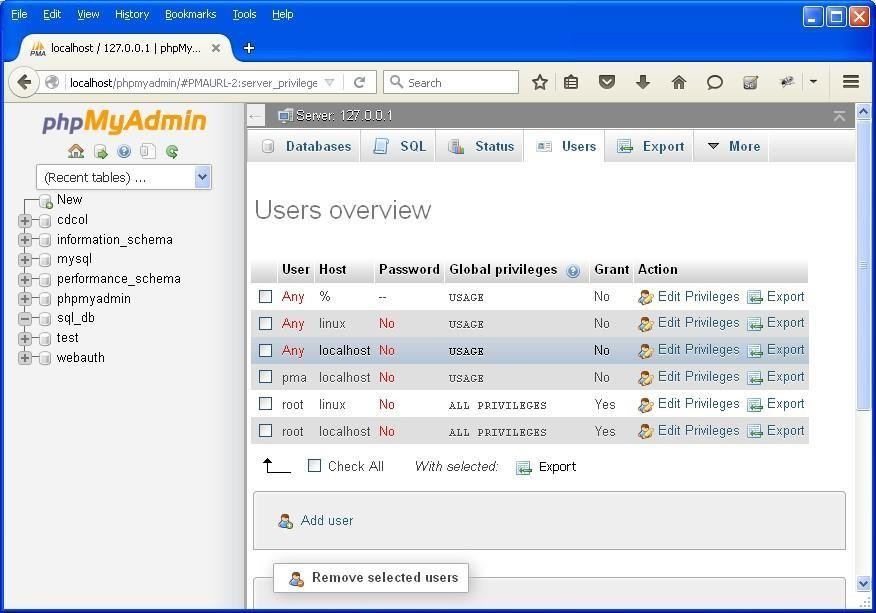 File Edit View History Bookmarks Tools Help
PMA localhost / 127.0.0.1 | phpMy...
localhost/phpmyadmin/#PMAURL-2:server_privilege Search
phpMyAdmin
(Recent tables) ...
New
cdcol
information_schema
mysql
performance_schema
phpmyadmin
sql_db
test
webauth
Server: 127.0.0.1
Databases SQL Status Users Export More
Users overview
User Host Password Global privileges Grant Action
Any % -- USAGE No Edit Privileges Export
Any linux No USAGE No Edit Privileges Export
Any localhost No USAGE No Edit Privileges Export
pma localhost No USAGE No Edit Privileges Export
root linux No ALL PRIVILEGES Yes Edit Privileges Export
root localhost No ALL PRIVILEGES Yes Edit Privileges Export
Check All With selected: Export
Add user
Remove selected users